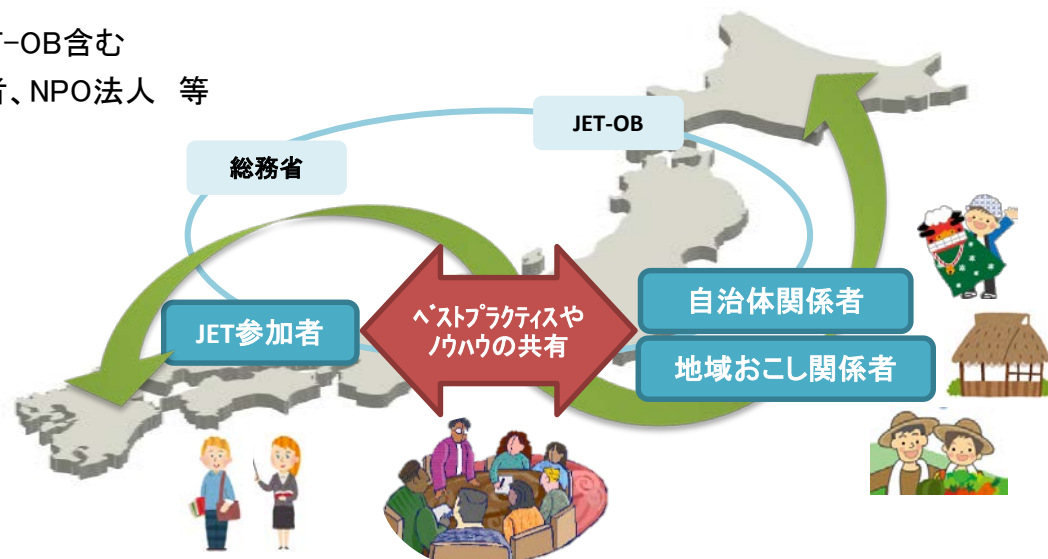 -OB含む
、NPO法人 等
JET-OB
総務省
ﾍﾞｽﾄﾌﾟﾗｸﾃｨｽや
ﾉｳﾊｳの共有
JET参加者
自治体関係者
地域おこし関係者